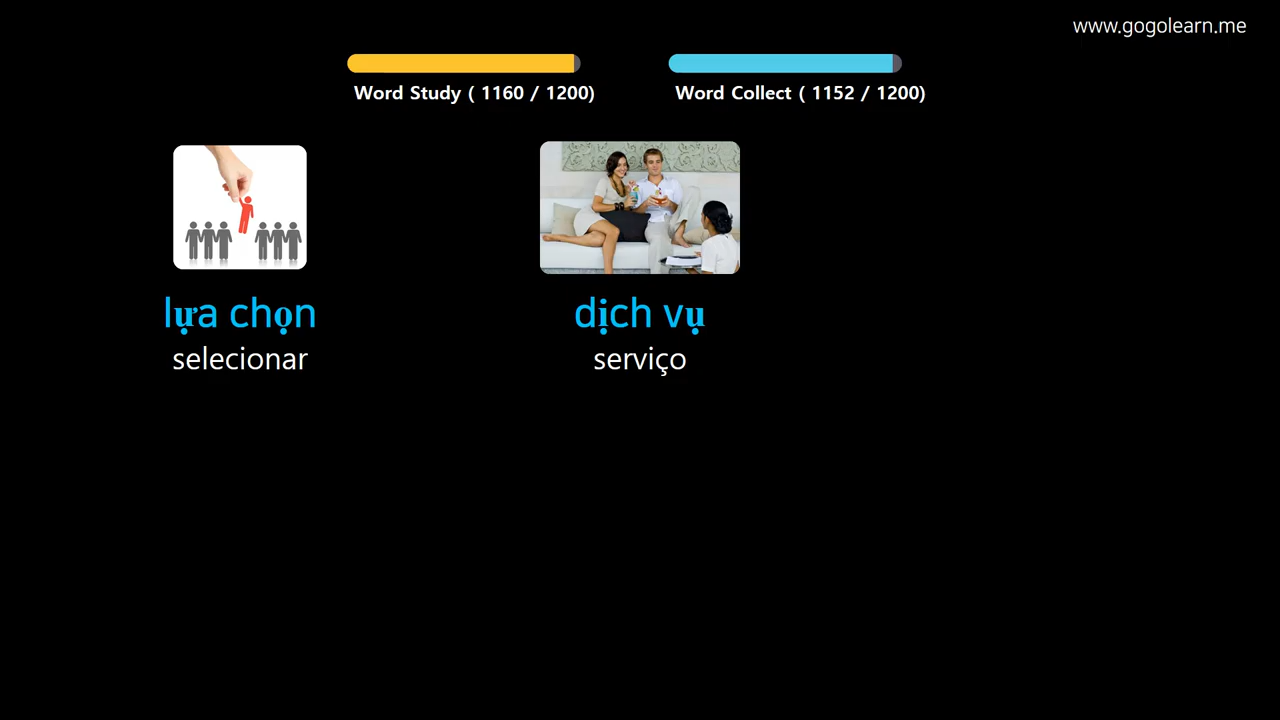 www.gogolearn.me
Word Study ( 1160 / 1200)
Word Collect ( 1152 / 1200)
lựa chọn
selecionar
dịch vụ
serviço